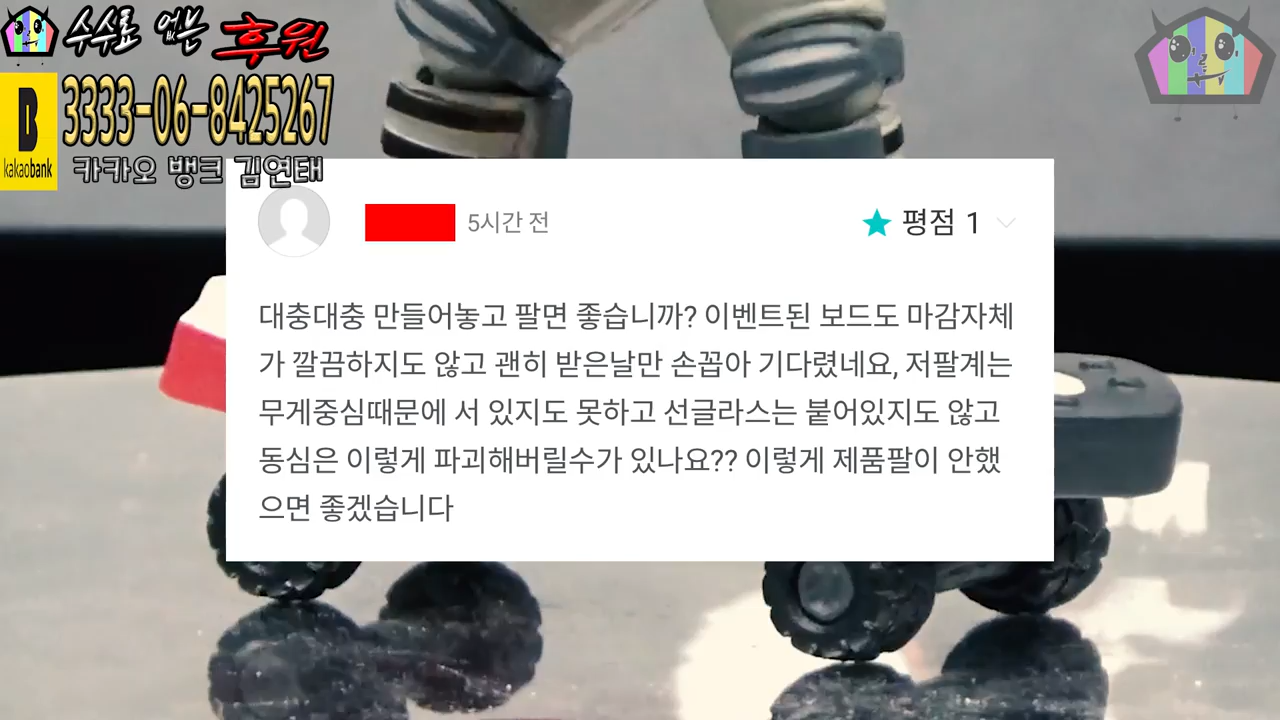 수수료 없는 후원
3333-06-8425267
kakaobank
카카오 뱅크 김연태
5시간 전
평점 1
대충대충 만들어놓고 팔면 좋습니까? 이벤트된 보드도 마감자체
가 깔끔하지도 않고 괜히 받은날만 손꼽아 기다렸네요, 저팔계는
무게중심때문에 서 있지도 못하고 선글라스는 붙어있지도 않고
동심은 이렇게 파괴해버릴수가 있나요?? 이렇게 제품팔이 안했
으면 좋겠습니다